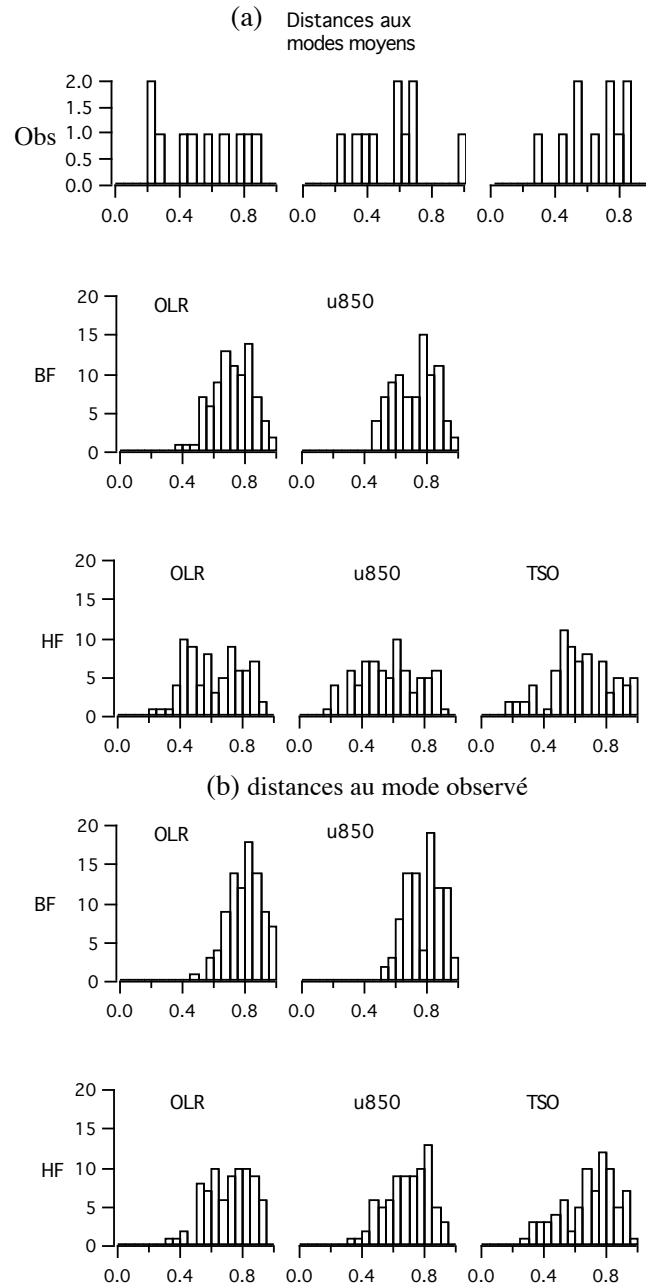 (a) Distances aux
modes moyens
Obs
2.0
1.5
1.0
0.5
0.0
0.0 0.4 0.8 0.0 0.4 0.8 0.0 0.4 0.8
OLR u850
BF
20
15
10
5
0
0.0 0.4 0.8 0.0 0.4 0.8
OLR u850 TSO
HF
20
15
10
5
0
0.0 0.4 0.8 0.0 0.4 0.8 0.0 0.4 0.8
(b) distances au mode observé
OLR u850
BF
20
15
10
5
0
0.0 0.4 0.8 0.0 0.4 0.8
OLR u850 TSO
HF
20
15
10
5
0
0.0 0.4 0.8 0.0 0.4 0.8 0.0 0.4 0.8